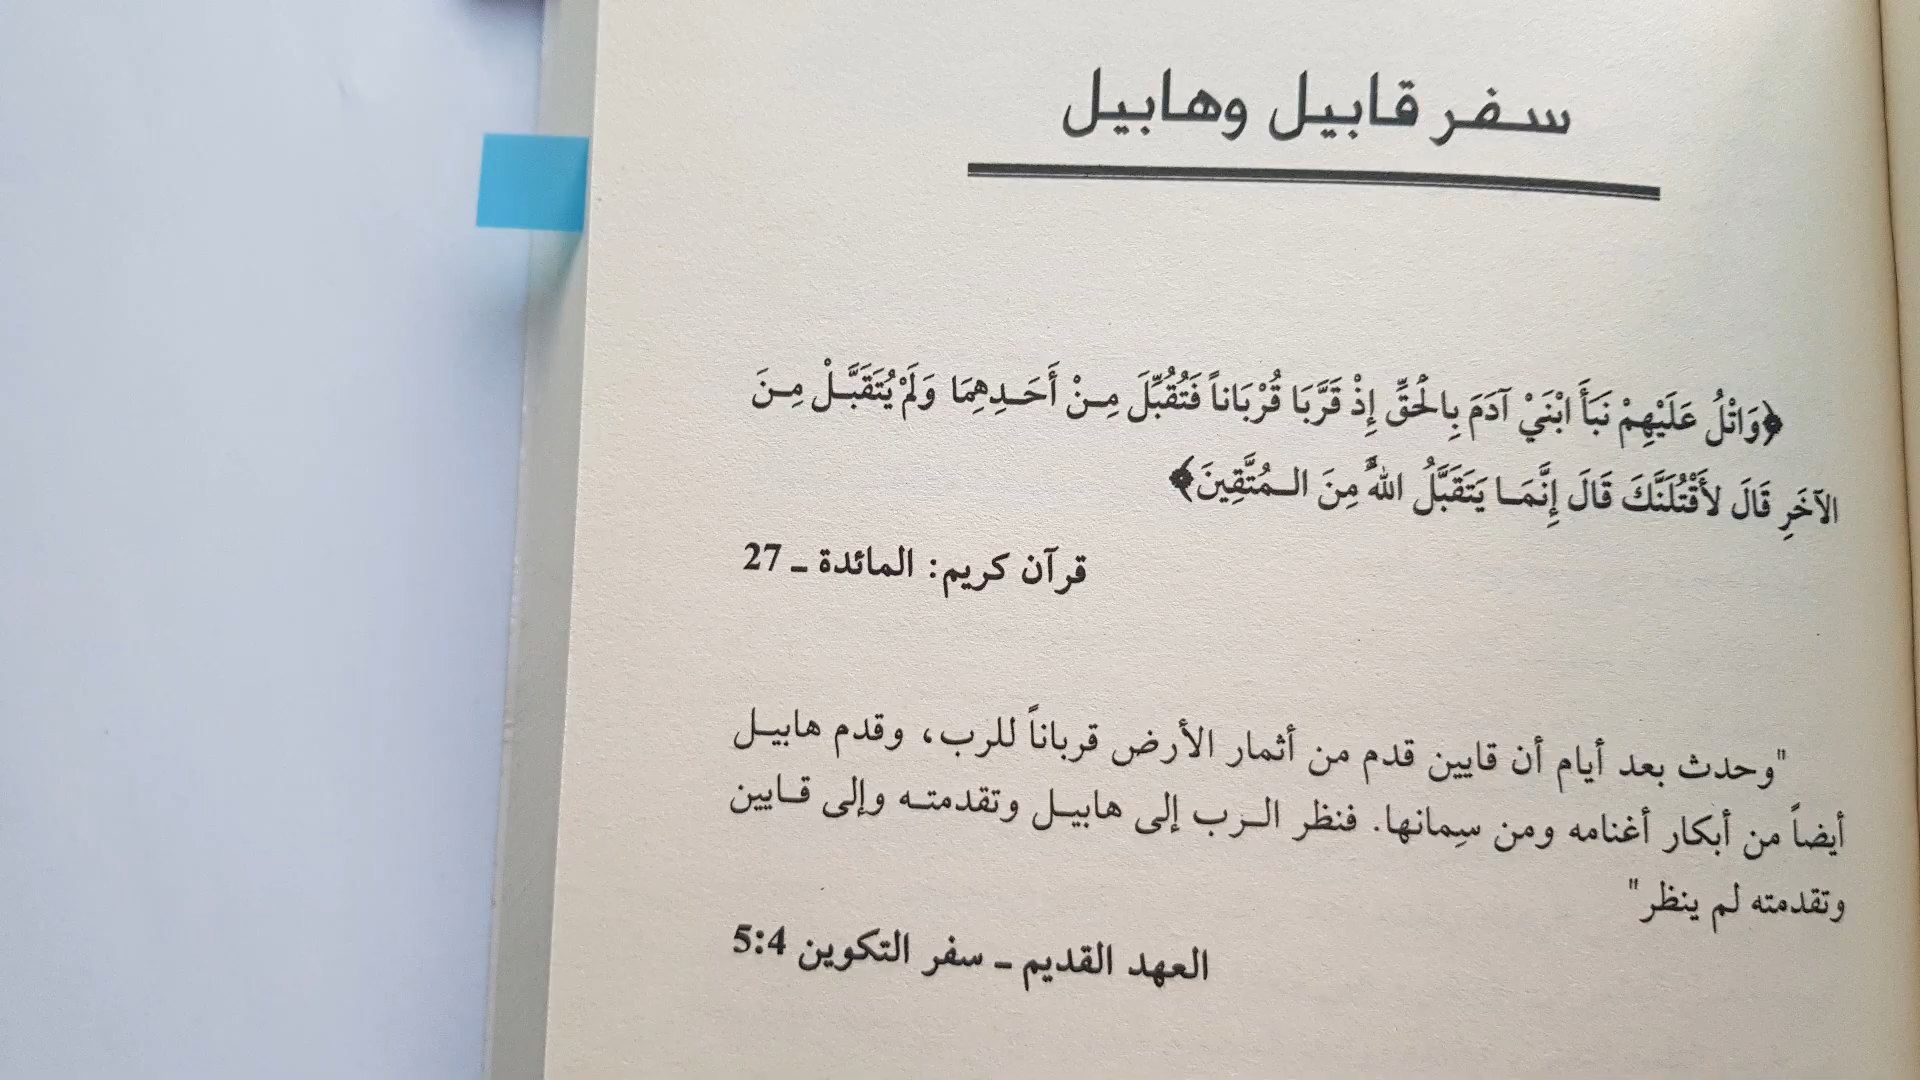 سفر قابيل وهابيل
﴿وَاتْلُ عَلَيْهِمْ نَبَأَ ابْنَيْ آدَمَ بِالْحَقِّ إِذْ قَرَّبَا قُرْبَاناً فَتُقُبِّلَ مِنْ أَحَدِهِمَا وَلَمْ يُتَقَبَّلْ مِنَ
الآخَرِ قَالَ لأَقْتُلَنَّكَ قَالَ إِنَّمَا يَتَقَبَّلُ اللهُ مِنَ الـمُتَّقِينَ﴾
قرآن كريم: المائدة ـ 27
"وحدث بعد أيام أن قايين قدم من أثمار الأرض قرباناً للرب، وقدم هابيل
أيضاً من أبكار أغنامه ومن سِمانها. فنظر الرب إلى هابيل وتقدمته وإلى قايين
وتقدمته لم ينظر"
العهد القديم ـ سفر التكوين 5:4